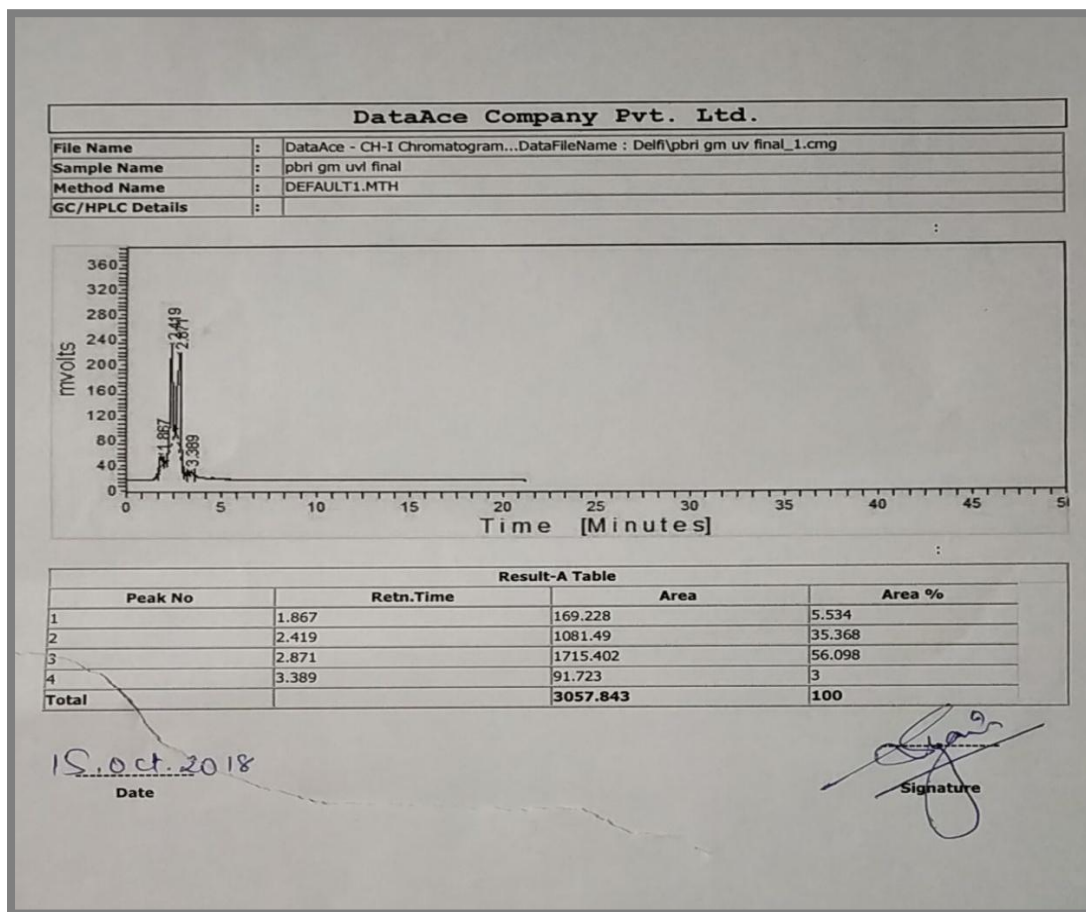 DataAce Company Pvt. Ltd.
File Name : DataAce - CH-I Chromatogram...DataFileName : Delfi\pbri gm uv final_1.cmg
Sample Name : pbri gm uvl final
Method Name : DEFAULT1.MTH
GC/HPLC Details :
:
mvolts
360
320
280
240
200
160
120
80
40
0
1.867
2.419
2.871
3.389
0 5 10 15 20 25 30 35 40 45 50
Time [Minutes]
:
Result-A Table
Peak No Retn.Time Area Area %
1 1.867 169.228 5.534
2 2.419 1081.49 35.368
3 2.871 1715.402 56.098
4 3.389 91.723 3
Total 3057.843 100
15.oct.2018
Date
Signature